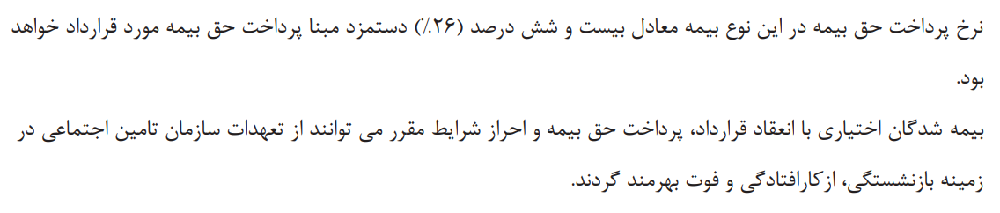 نرخ پرداخت حق بیمه در این نوع بیمه معادل بیست و شش درصد (۲۶٪) دستمزد مبنا پرداخت حق بیمه مورد قرارداد خواهد
بود.
بیمه شدگان اختیاری با انعقاد قرارداد، پرداخت حق بیمه و احراز شرایط مقرر می توانند از تعهدات سازمان تامین اجتماعی در
زمینه بازنشستگی، ازکارافتادگی و فوت بهرمند گردند.